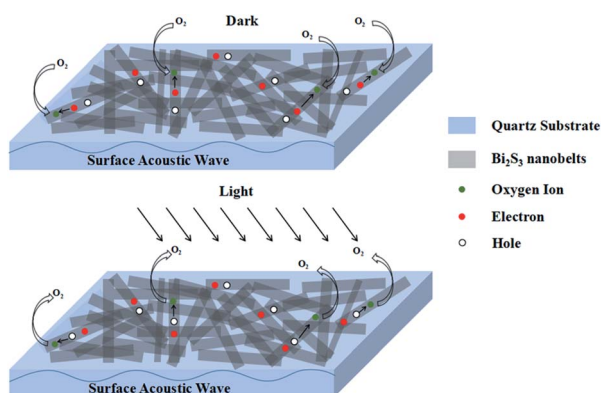 Dark
O₂
O₂
O₂
O₂
Surface Acoustic Wave
Quartz Substrate
Bi₂S₃ nanobelts
Oxygen Ion
Electron
Hole
Light
O₂
O₂
O₂
O₂
Surface Acoustic Wave